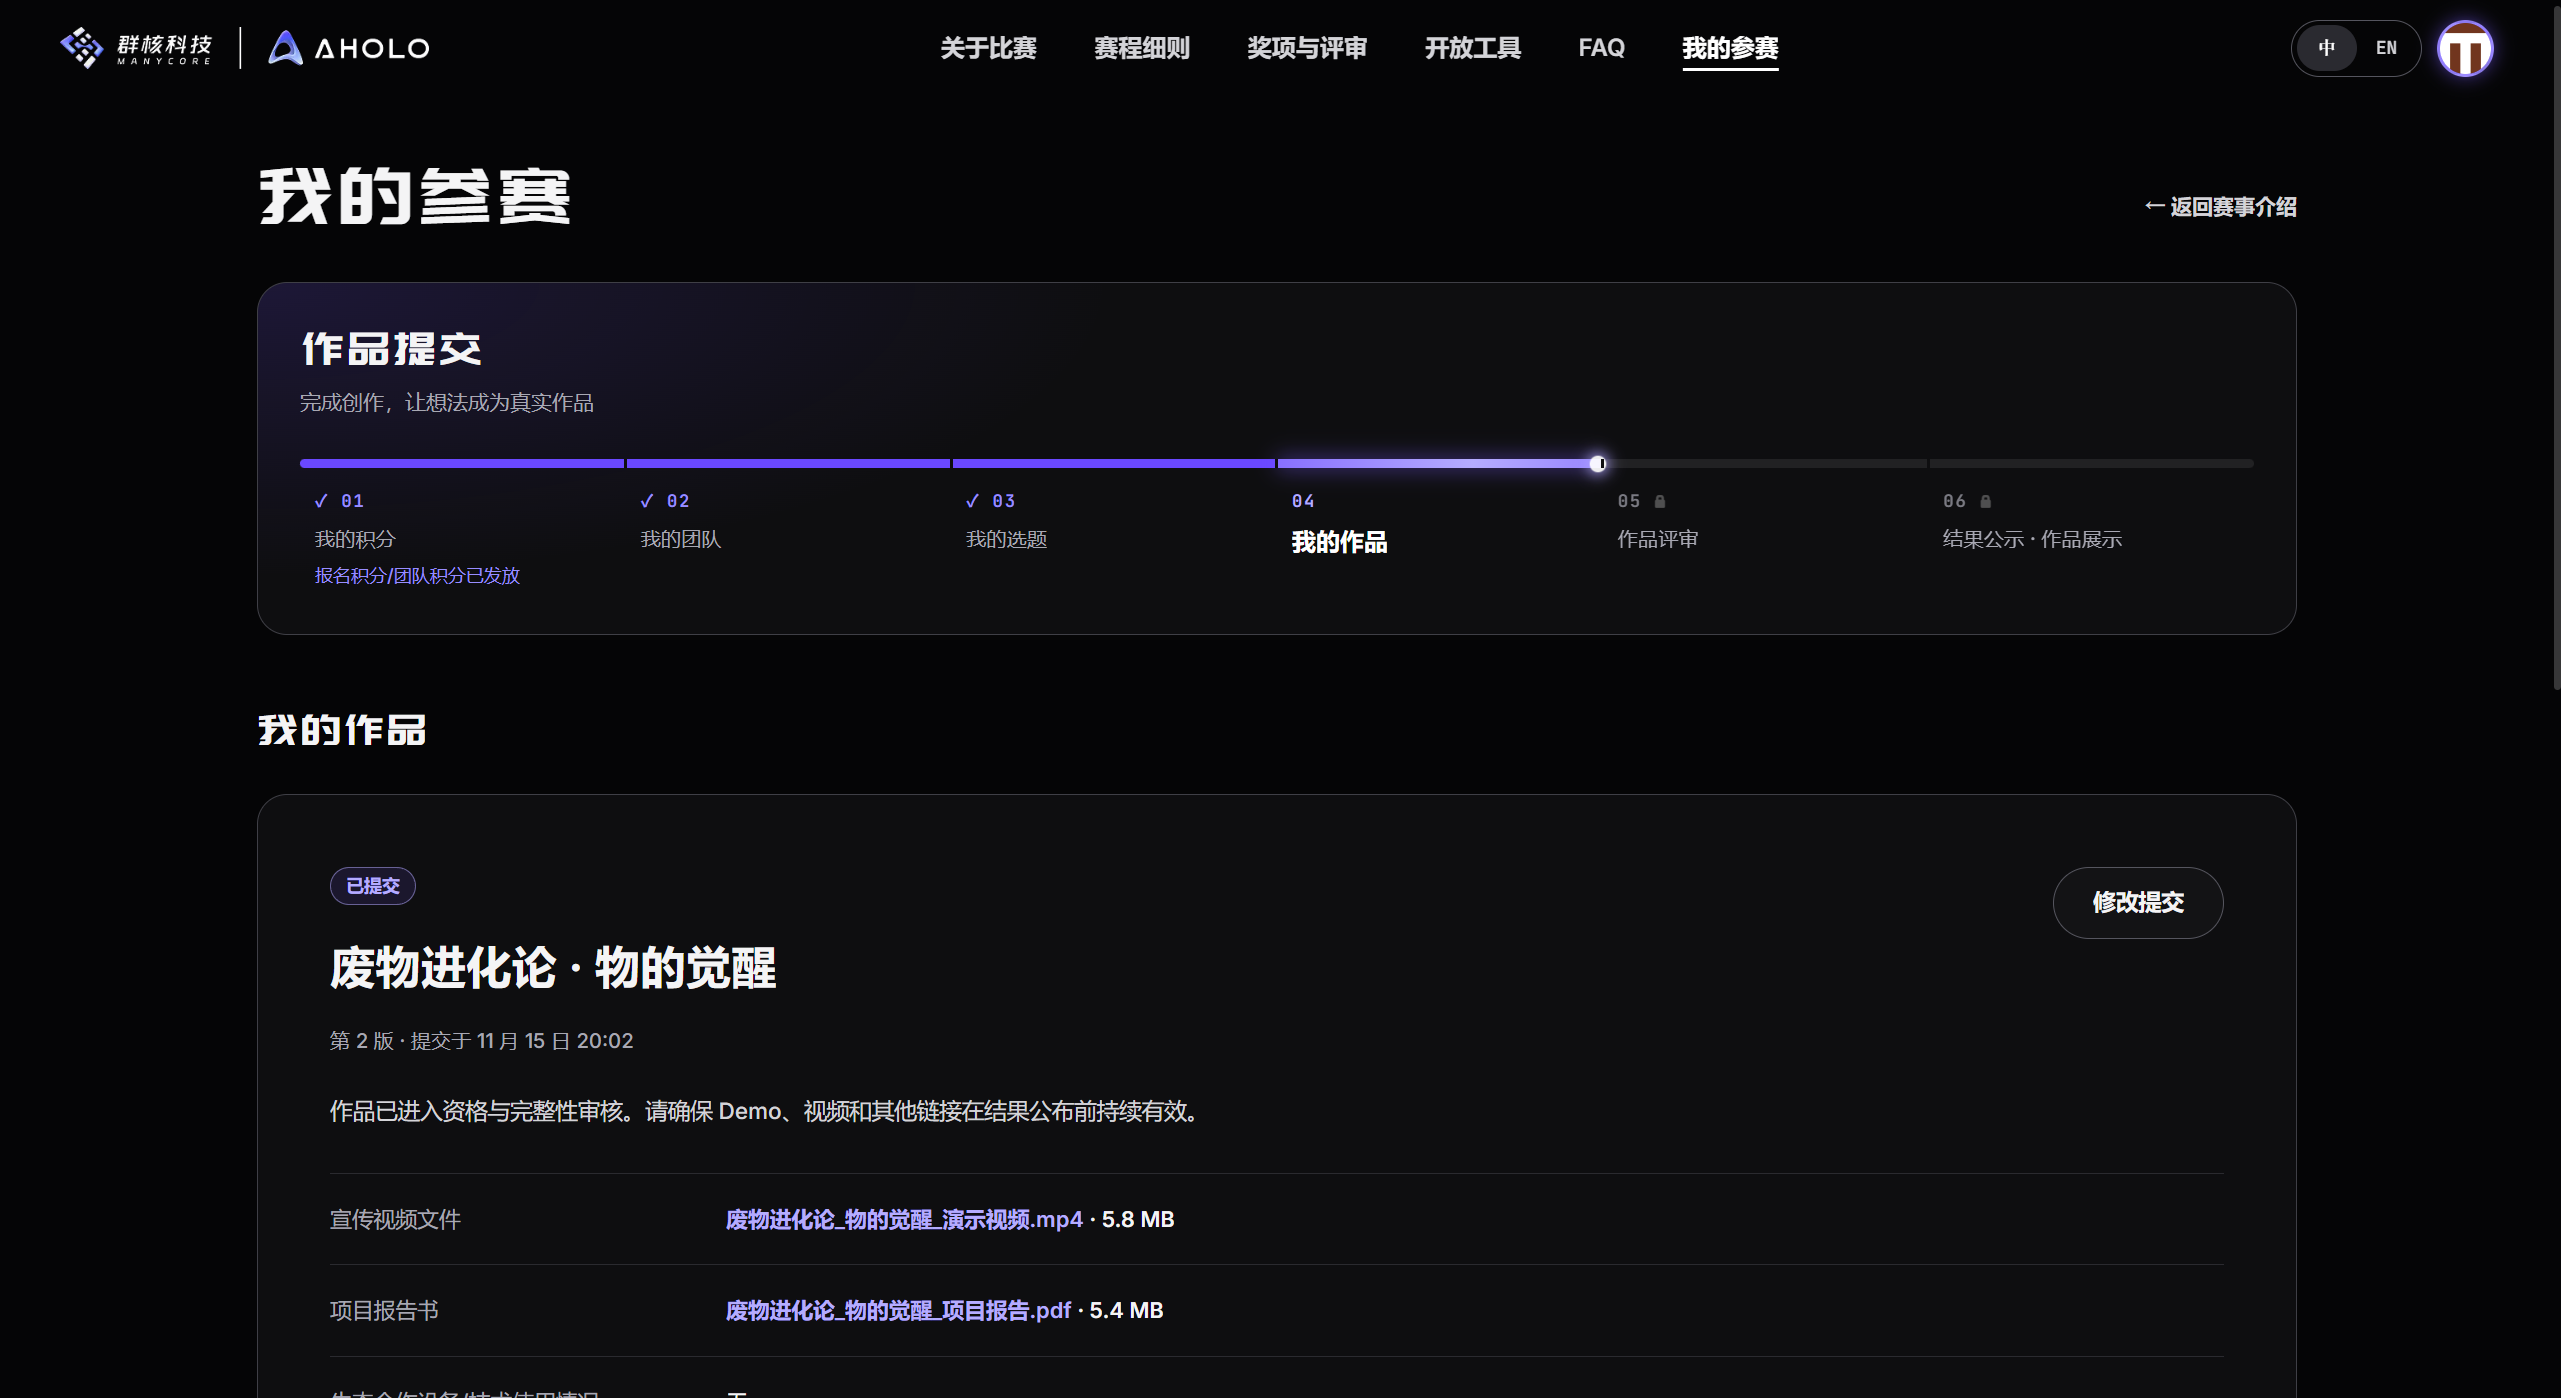 群核科技
MANYCORE
AHOLO
关于比赛
赛程细则
奖项与评审
开放工具
FAQ
我的参赛
中
EN
我的参赛
← 返回赛事介绍
作品提交
完成创作，让想法成为真实作品
✓ 01
✓ 02
✓ 03
04
05
06
我的积分
我的团队
我的选题
我的作品
作品评审
结果公示 · 作品展示
报名积分/团队积分已发放
我的作品
已提交
修改提交
废物进化论 · 物的觉醒
第 2 版 · 提交于 11 月 15 日 20:02
作品已进入资格与完整性审核。请确保 Demo、视频和其他链接在结果公布前持续有效。
宣传视频文件
废物进化论_物的觉醒_演示视频.mp4 · 5.8 MB
项目报告书
废物进化论_物的觉醒_项目报告.pdf · 5.4 MB